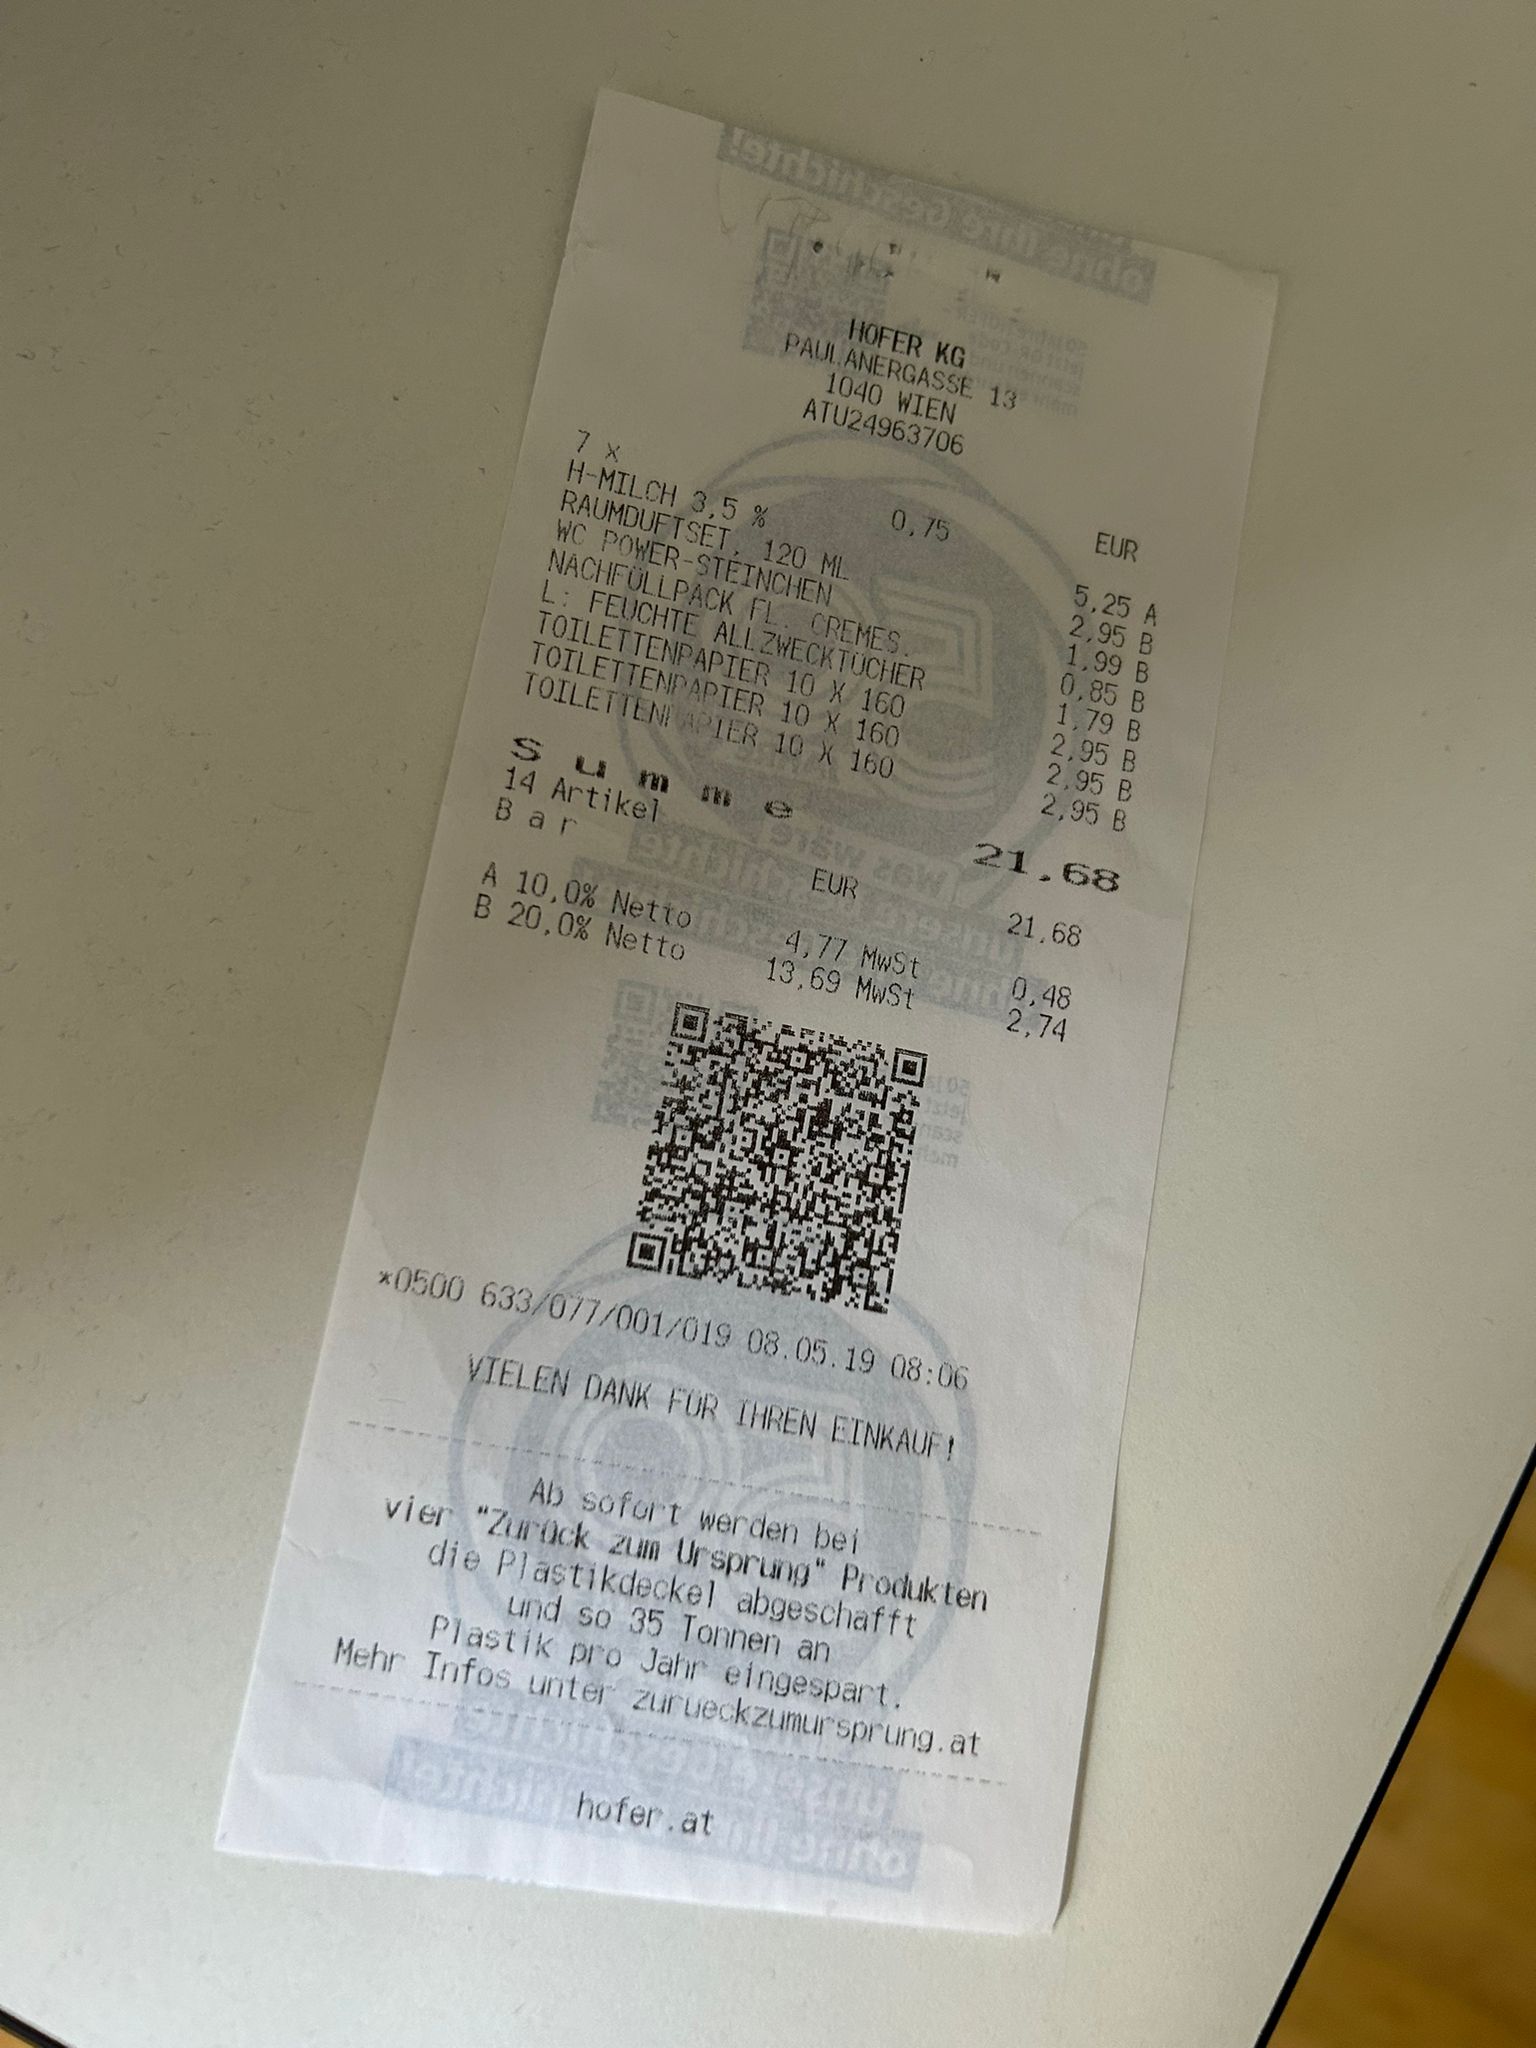 HOFER KG
PAULANERGASSE 13
1040 WIEN
ATU24963706
EUR
7 x 0,75
H-MILCH 3,5 % 5,25 A
RAUMDUFTSET, 120 ML 2,95 B
WC POWER-STEINCHEN 1,99 B
NACHFÜLLPACK FL. CREMES. 0,85 B
L: FEUCHTE ALLZWECKTÜCHER 1,79 B
TOILETTENPAPIER 10 X 160 2,95 B
TOILETTENPAPIER 10 X 160 2,95 B
TOILETTENPAPIER 10 X 160 2,95 B
Summe 21,68
14 Artikel
Bar EUR 21,68
A 10,0% Netto 4,77 MwSt 0,48
B 20,0% Netto 13,69 MwSt 2,74
*0500 633/077/001/019 08.05.19 08:06
VIELEN DANK FÜR IHREN EINKAUF!
Ab sofort werden bei
vier "Zurück zum Ursprung" Produkten
die Plastikdeckel abgeschafft
und so 35 Tonnen an
Plastik pro Jahr eingespart.
Mehr Infos unter zurueckzumursprung.at
hofer.at